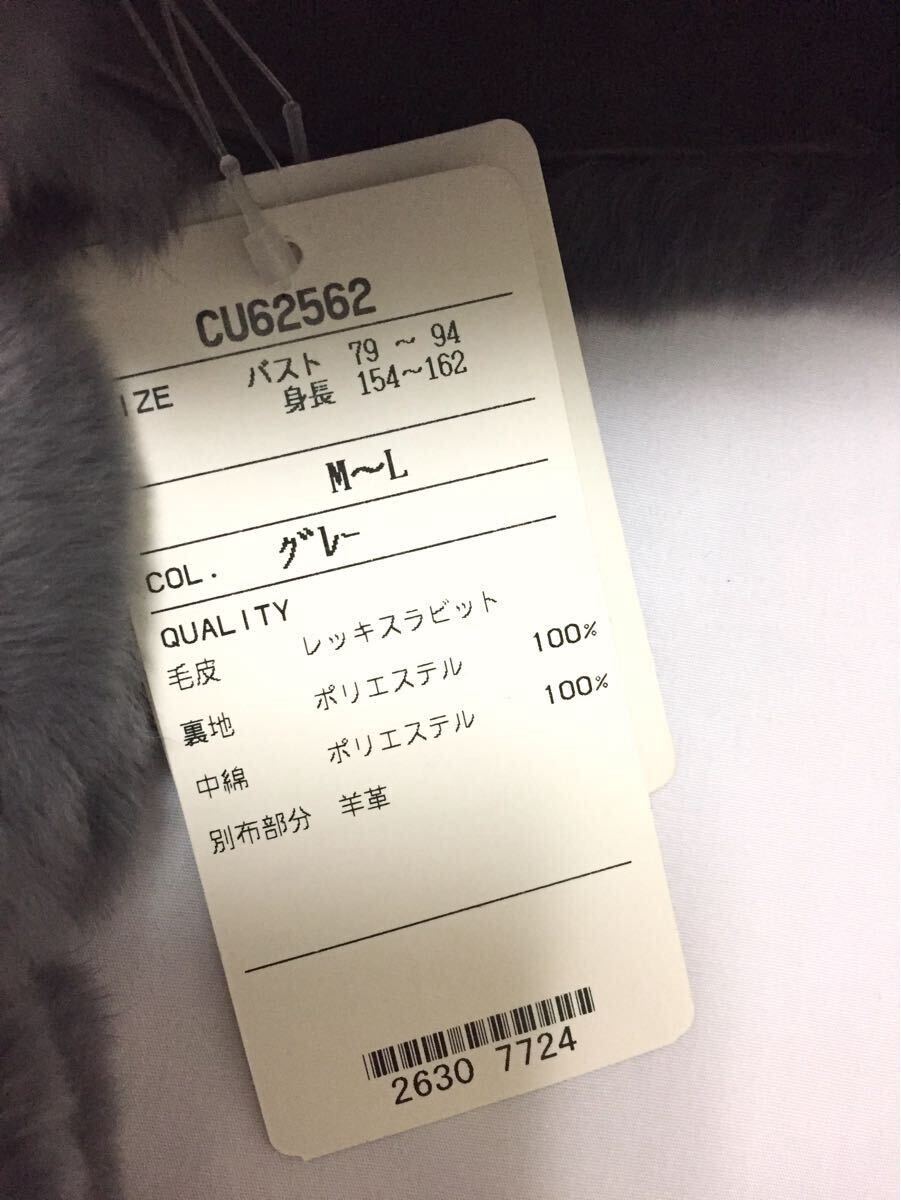 CU62562
IZE バスト 79 ~ 94
身長 154~162
M~L
COL. グレー
QUALITY
毛皮 レッキスラビット
裏地 ポリエステル 100%
中綿 ポリエステル 100%
別布部分 羊革
2630 7724